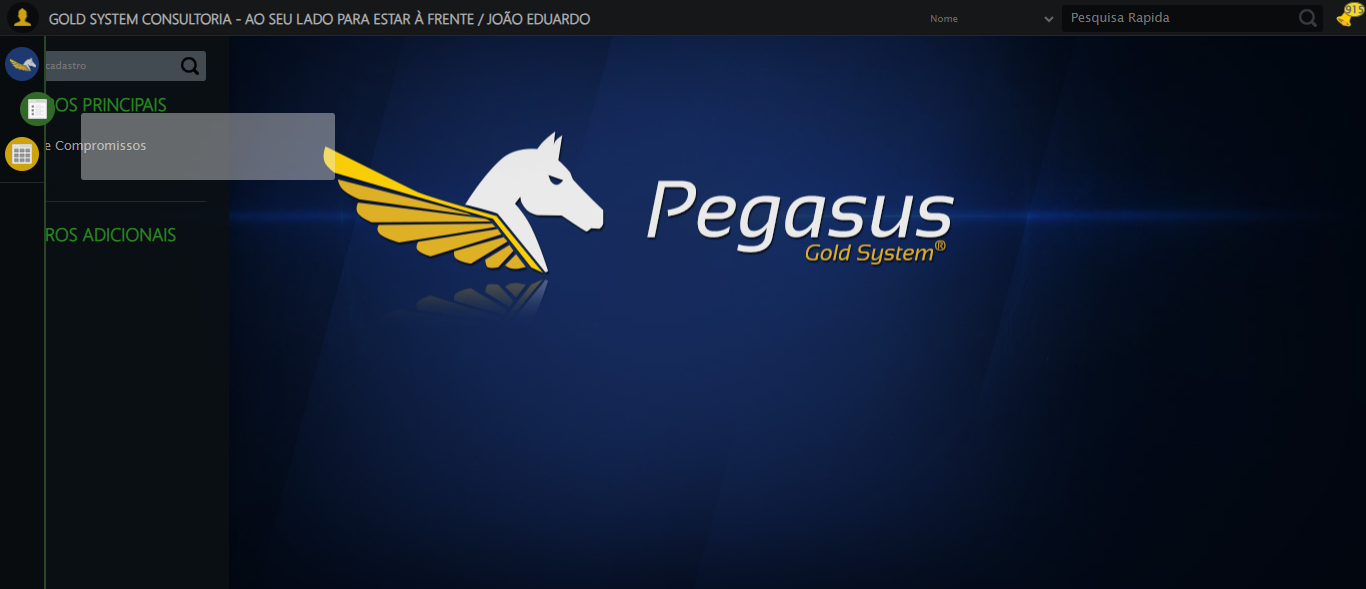 GOLD SYSTEM CONSULTORIA - AO SEU LADO PARA ESTAR À FRENTE / JOÃO EDUARDO
Nome
Pesquisa Rapida
915
cadastro
OS PRINCIPAIS
e Compromissos
ROS ADICIONAIS
Pegasus
Gold System®